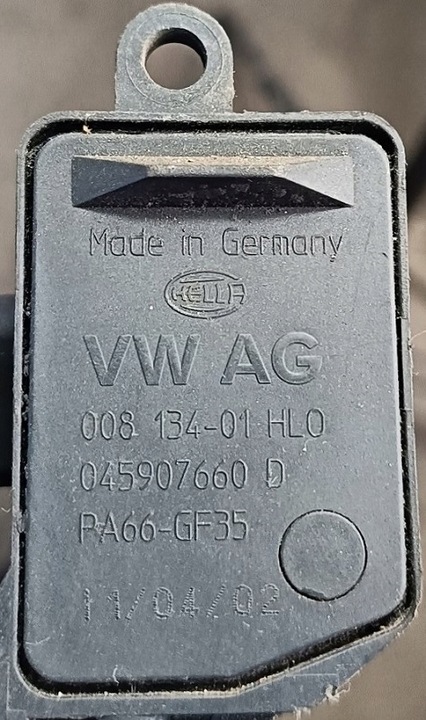 Made in Germany
HELLA
VW AG
008 134-01 HLO
045907660 D
PA66-GF35
11/04/02